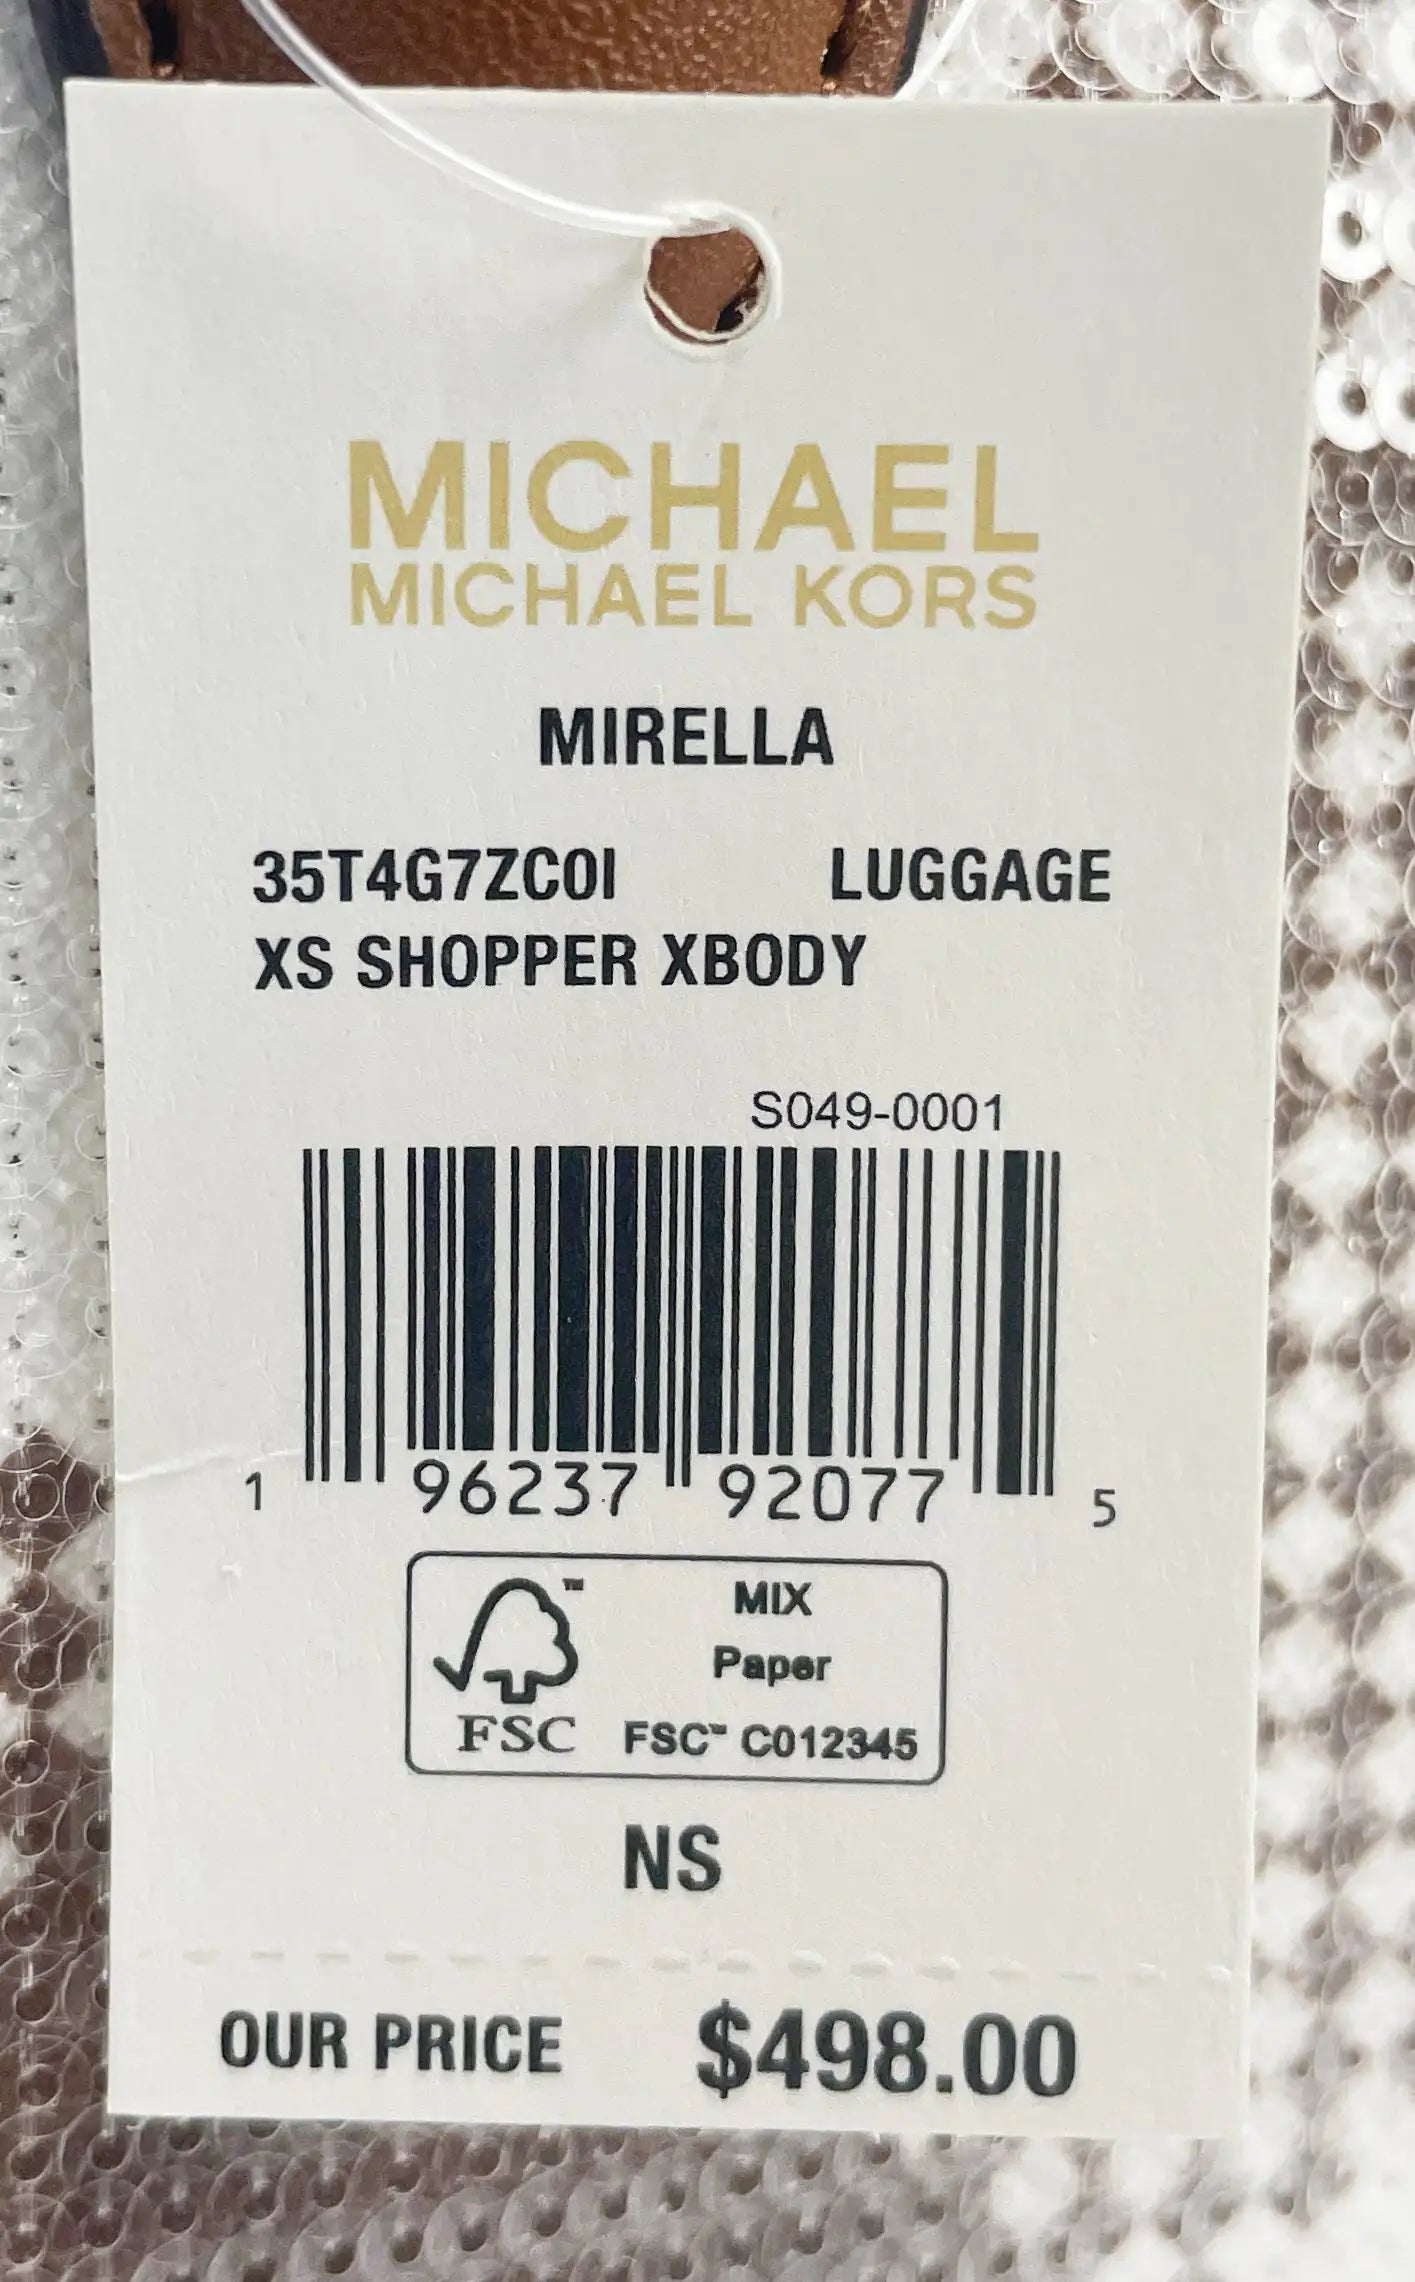 MICHAEL
MICHAEL KORS
MIRELLA
35T4G7ZC0I LUGGAGE
XS SHOPPER XBODY
S049-0001
1 96237 92077 5
™ MIX
Paper
FSC FSC™ C012345
NS
OUR PRICE $498.00